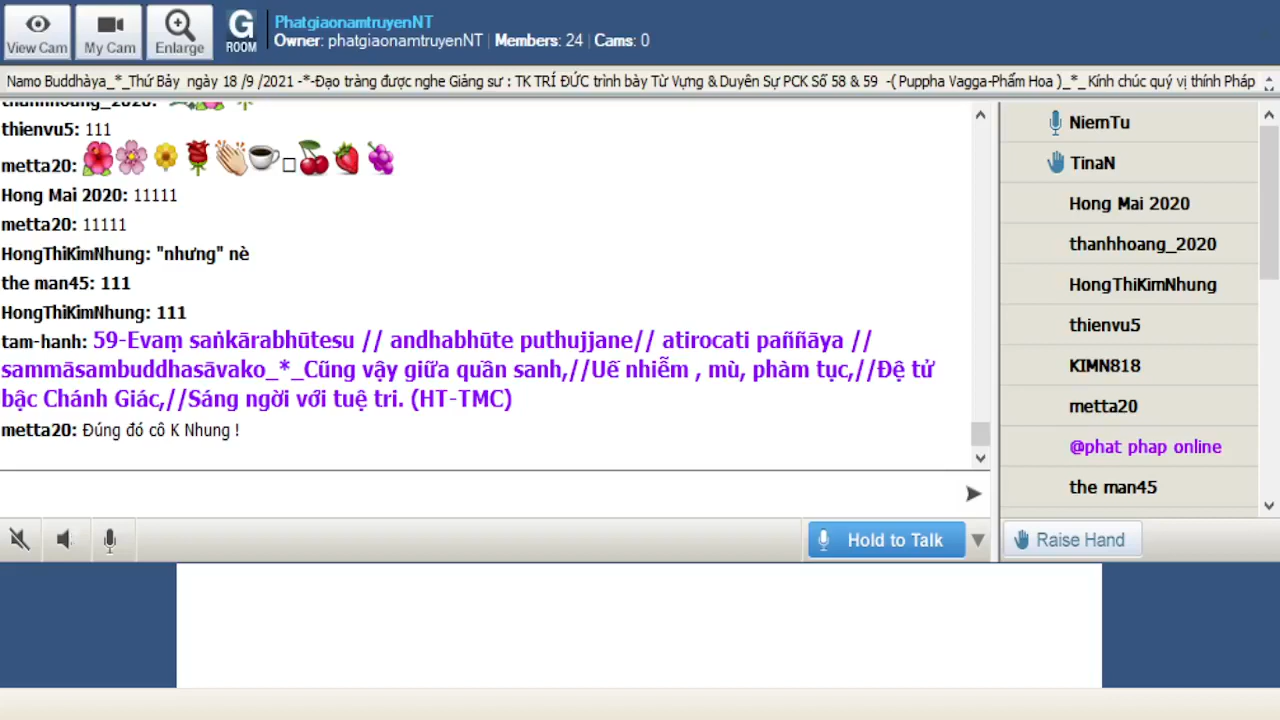 View Cam
My Cam
Enlarge
G
ROOM
PhatgiaonamtruyenNT
Owner: phatgiaonamtruyenNT | Members: 24 | Cams: 0
Namo Buddhàya_*_Thứ Bảy ngày 18 /9 /2021 -*-Đạo tràng được nghe Giảng sư : TK TRÍ ĐỨC trình bày Từ Vựng & Duyên Sự PCK Số 58 & 59 -( Puppha Vagga-Phẩm Hoa )_*_ Kính chúc quý vị thính Pháp
thanhhoang_2020:
thienvu5: 111
metta20:
Hong Mai 2020: 11111
metta20: 11111
HongThiKimNhung: "nhưng" nè
the man45: 111
HongThiKimNhung: 111
tam-hanh: 59-Evaṃ saṅkārabhūtesu // andhabhūte puthujjane// atirocati paññāya //
sammāsambuddhasāvako_*_Cũng vậy giữa quần sanh,//Uế nhiễm , mù, phàm tục,//Đệ tử
bậc Chánh Giác,//Sáng ngời với tuệ tri. (HT-TMC)
metta20: Đúng đó cô K Nhung !
NiemTu
TinaN
Hong Mai 2020
thanhhoang_2020
HongThiKimNhung
thienvu5
KIMN818
metta20
@phat phap online
the man45
Hold to Talk
Raise Hand